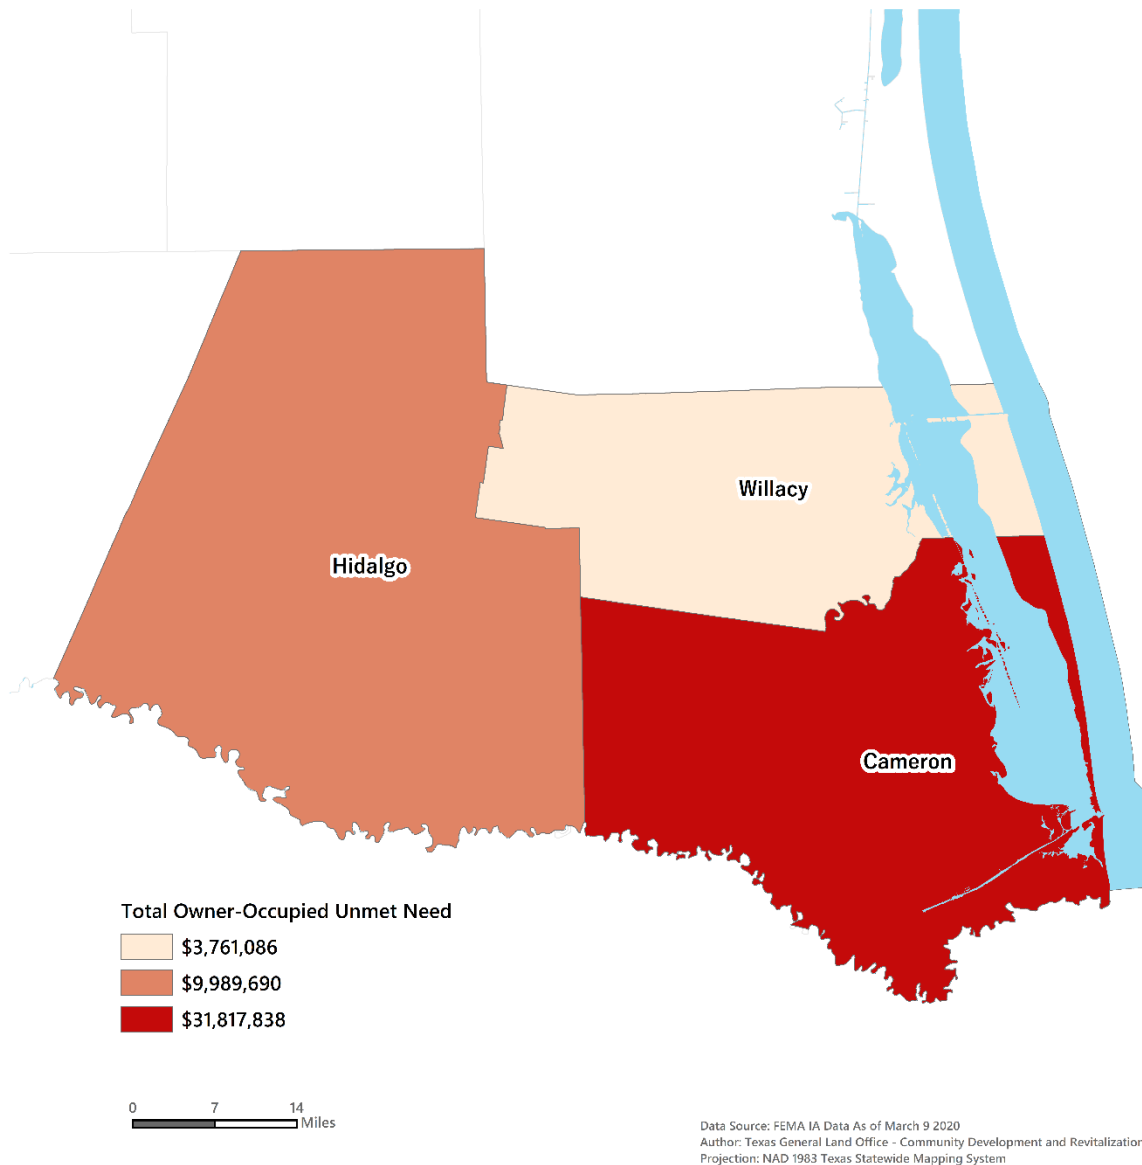 Willacy
Hidalgo
Cameron
Total Owner-Occupied Unmet Need
$3,761,086
$9,989,690
$31,817,838
0 7 14
Miles
Data Source: FEMA IA Data As of March 9 2020
Author: Texas General Land Office - Community Development and Revitalization
Projection: NAD 1983 Texas Statewide Mapping System